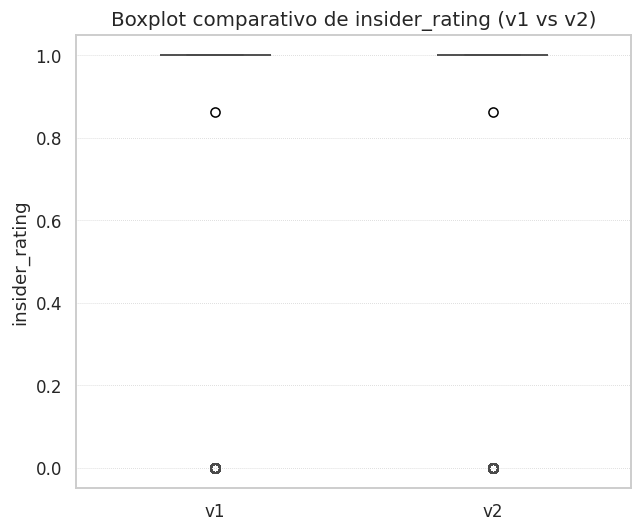 Boxplot comparativo de insider_rating (v1 vs v2)
insider_rating
1.0
0.8
0.6
0.4
0.2
0.0
v1
v2